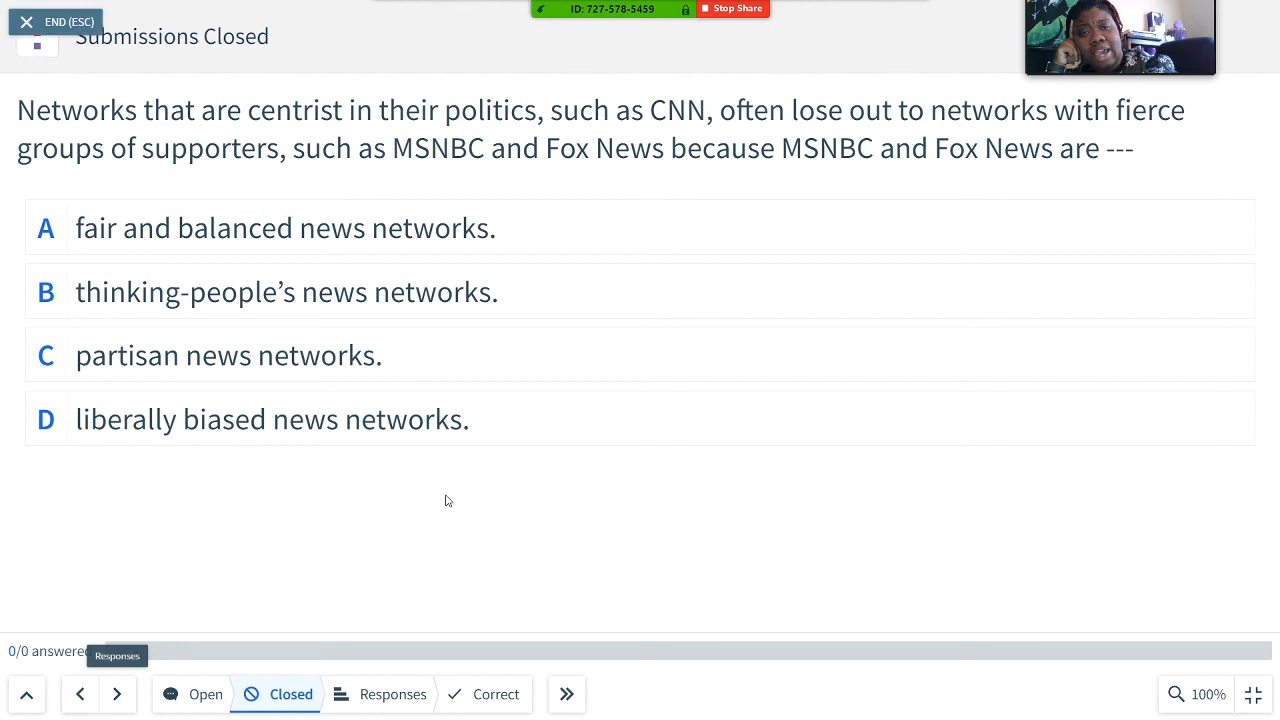 END (ESC)
ID: 727-578-5459
Stop Share
Submissions Closed
Networks that are centrist in their politics, such as CNN, often lose out to networks with fierce
groups of supporters, such as MSNBC and Fox News because MSNBC and Fox News are ---
A fair and balanced news networks.
B thinking-people’s news networks.
C partisan news networks.
D liberally biased news networks.
0/0 answered
Responses
Open Closed Responses Correct
100%